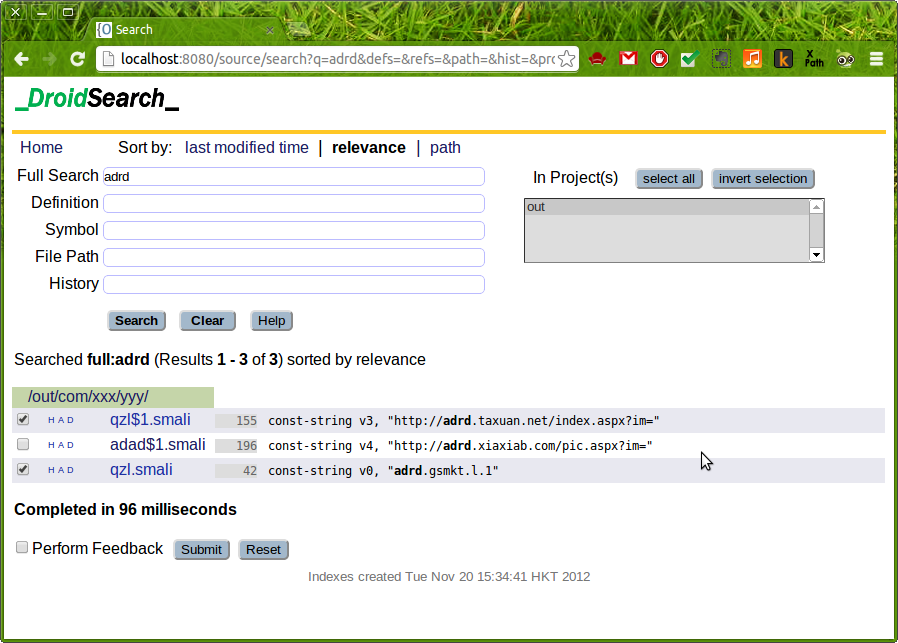 {O Search
localhost:8080/source/search?q=adrd&defs=&refs=&path=&hist=&pro
X Path
_DroidSearch_
Home Sort by: last modified time | relevance | path
Full Search adrd In Project(s) select all invert selection
Definition out
Symbol
File Path
History
Search Clear Help
Searched full:adrd (Results 1 - 3 of 3) sorted by relevance
/out/com/xxx/yyy/
H A D qzl$1.smali 155 const-string v3, "http://adrd.taxuan.net/index.aspx?im="
H A D adad$1.smali 196 const-string v4, "http://adrd.xiaxiab.com/pic.aspx?im="
H A D qzl.smali 42 const-string v0, "adrd.gsmkt.l.1"
Completed in 96 milliseconds
Perform Feedback Submit Reset
Indexes created Tue Nov 20 15:34:41 HKT 2012